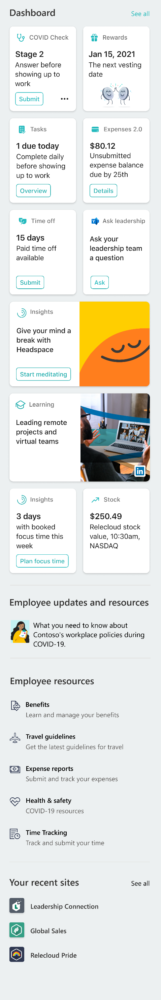 Dashboard
See all
COVID Check
Stage 2
Answer before
showing up to
work
Submit
Rewards
Jan 15, 2021
The next vesting
date
Tasks
1 due today
Complete daily
before showing
up to work
Overview
Expenses 2.0
$80.12
Unsubmitted
expense balance
due by 25th
Details
Time off
15 days
Paid time off
available
Submit
Ask leadership
Ask your
leadership team
a question
Ask
Insights
Give your mind a
break with
Headspace
Start meditating
Learning
Leading remote
projects and
virtual teams
in
Insights
3 days
with booked
focus time this
week
Plan focus time
Stock
$250.49
Relecloud stock
value, 10:30am,
NASDAQ
Employee updates and resources
What you need to know about
Contoso's workplace policies during
COVID-19.
Employee resources
Benefits
Learn and manage your benefits
Travel guidelines
Get the latest guidelines for travel
Expense reports
Submit and track your expenses
Health & safety
COVID-19 resources
Time Tracking
Track and submit your time
Your recent sites
See all
Leadership Connection
Global Sales
Relecloud Pride